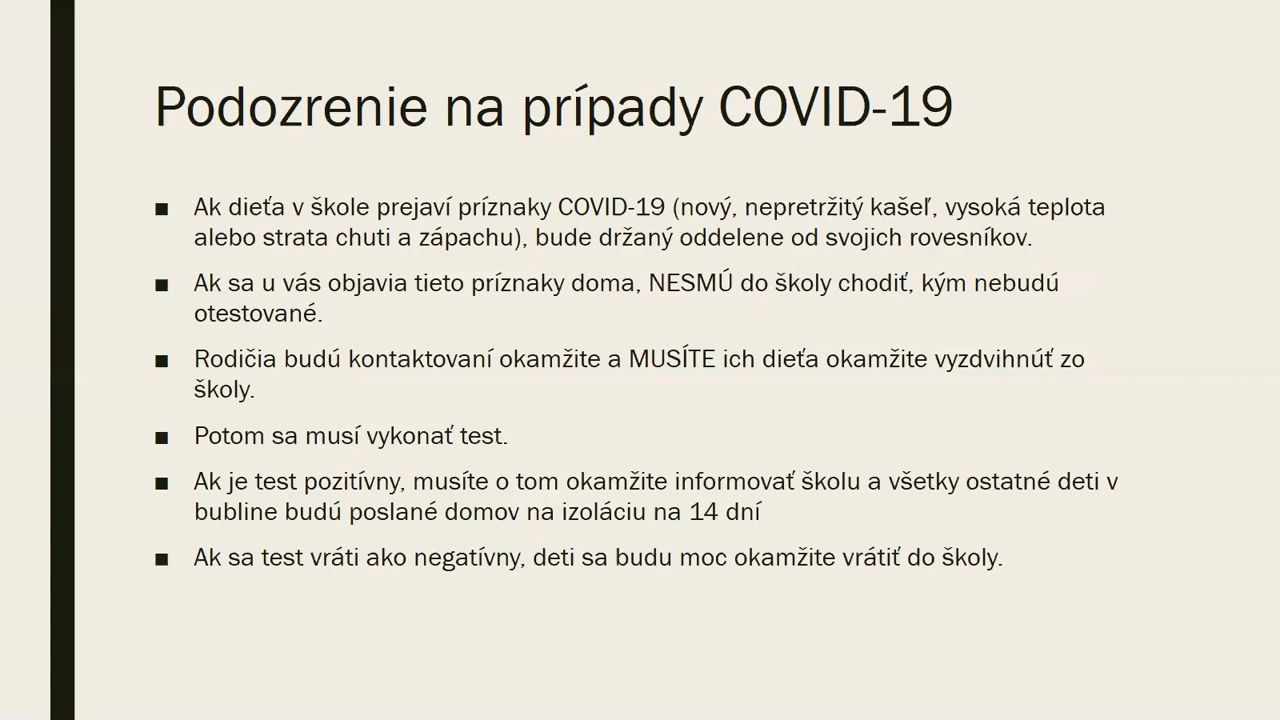 Podozrenie na prípady COVID-19
■ Ak dieťa v škole prejaví príznaky COVID-19 (nový, nepretržitý kašeľ, vysoká teplota
alebo strata chuti a zápachu), bude držaný oddelene od svojich rovesníkov.
■ Ak sa u vás objavia tieto príznaky doma, NESMÚ do školy chodiť, kým nebudú
otestované.
■ Rodičia budú kontaktovaní okamžite a MUSÍTE ich dieťa okamžite vyzdvihnúť zo
školy.
■ Potom sa musí vykonať test.
■ Ak je test pozitívny, musíte o tom okamžite informovať školu a všetky ostatné deti v
bubline budú poslané domov na izoláciu na 14 dní
■ Ak sa test vráti ako negatívny, deti sa budu moc okamžite vrátiť do školy.